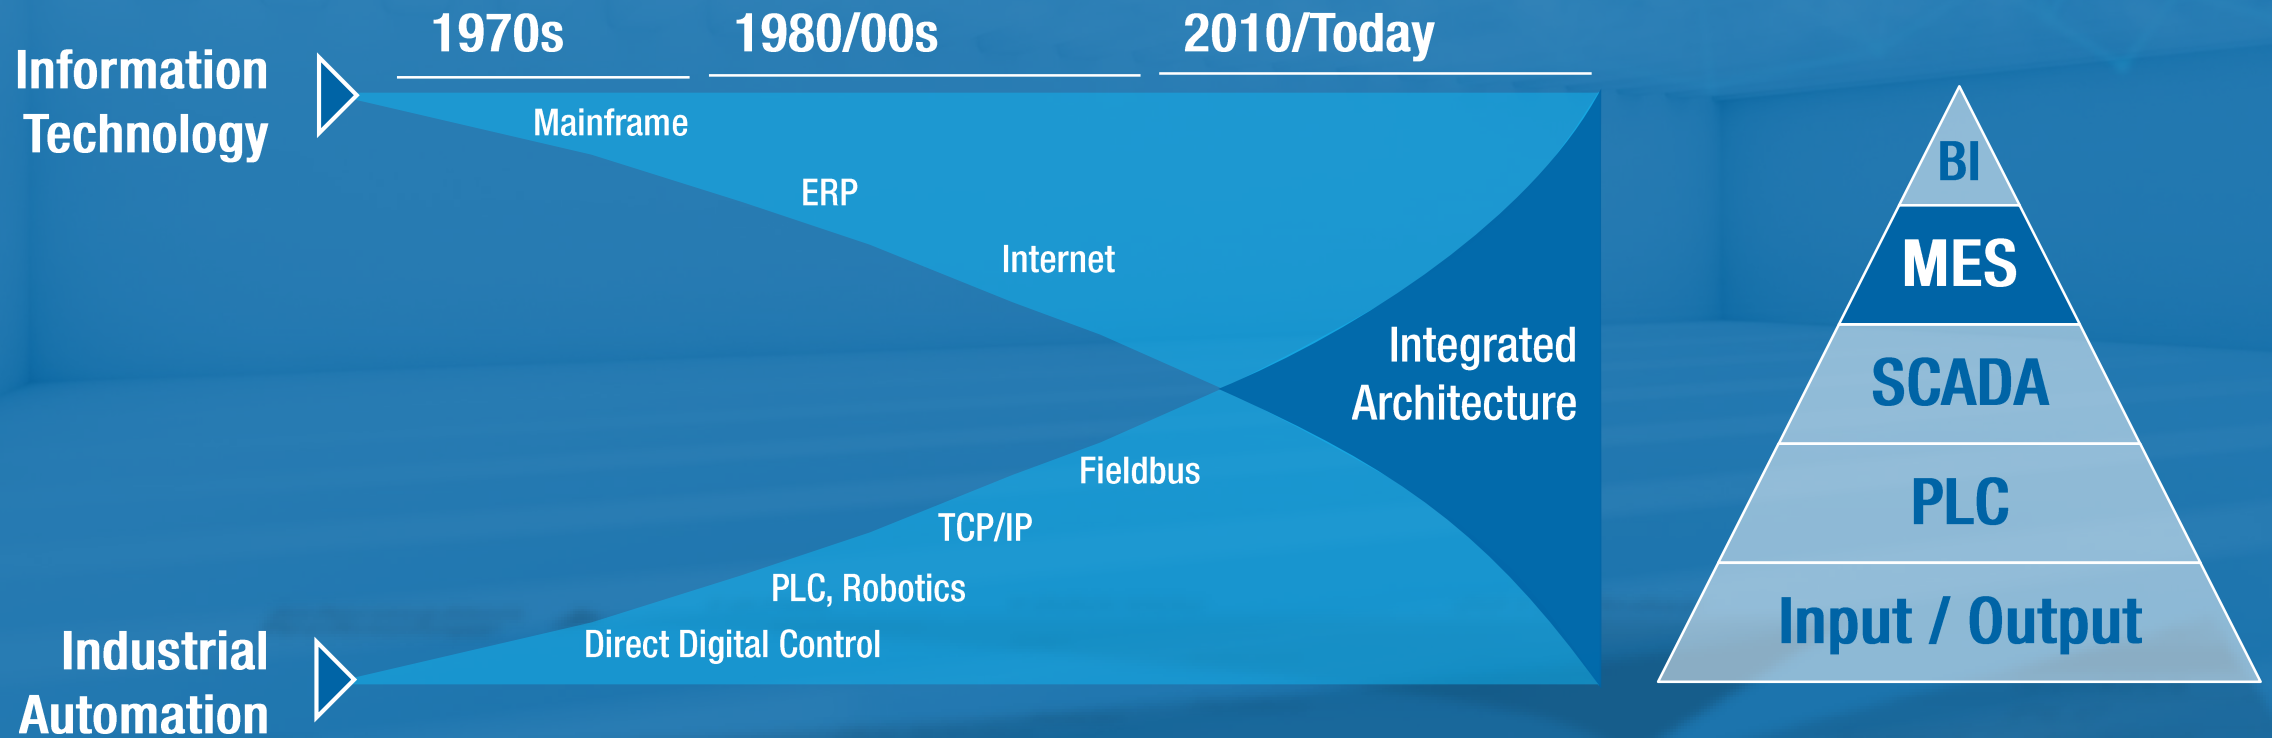 1970s
1980/00s
2010/Today
Information
Technology
Mainframe
ERP
Internet
Integrated
Architecture
Fieldbus
TCP/IP
PLC, Robotics
Direct Digital Control
Industrial
Automation
BI
MES
SCADA
PLC
Input / Output